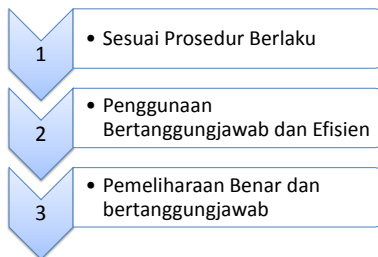 1
• Sesuai Prosedur Berlaku
2
• Penggunaan
Bertanggungjawab dan Efisien
3
• Pemeliharaan Benar dan
bertanggungjawab